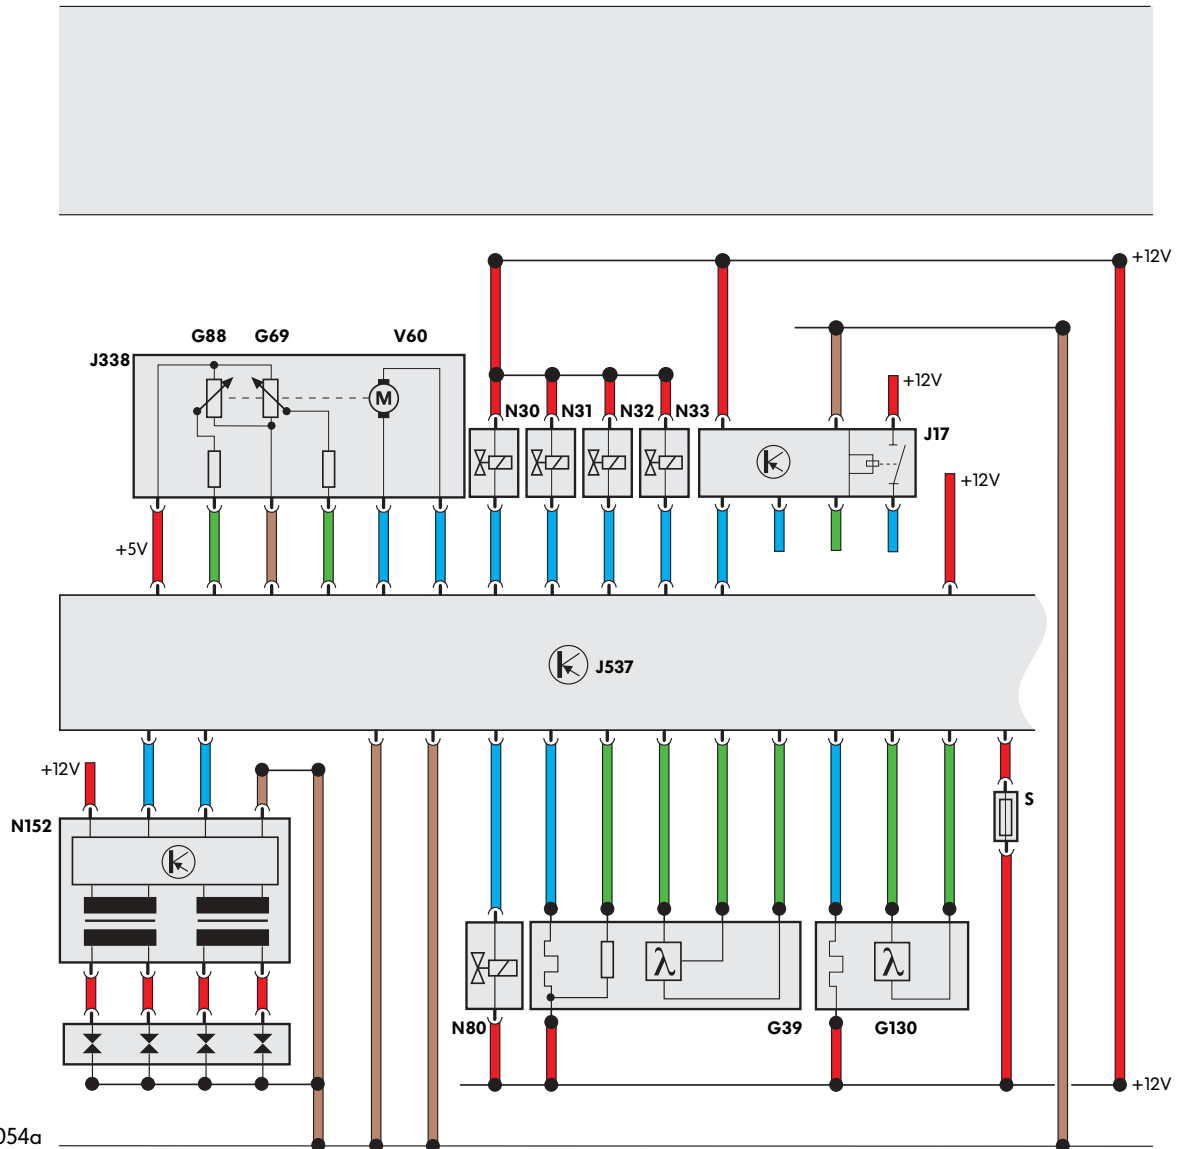 +12V
G88 G69 V60
J338
+12V
N30 N31 N32 N33
J17
M
+12V
+5V
J537
+12V
S
N152
λ λ
N80 G39 G130
+12V
054a